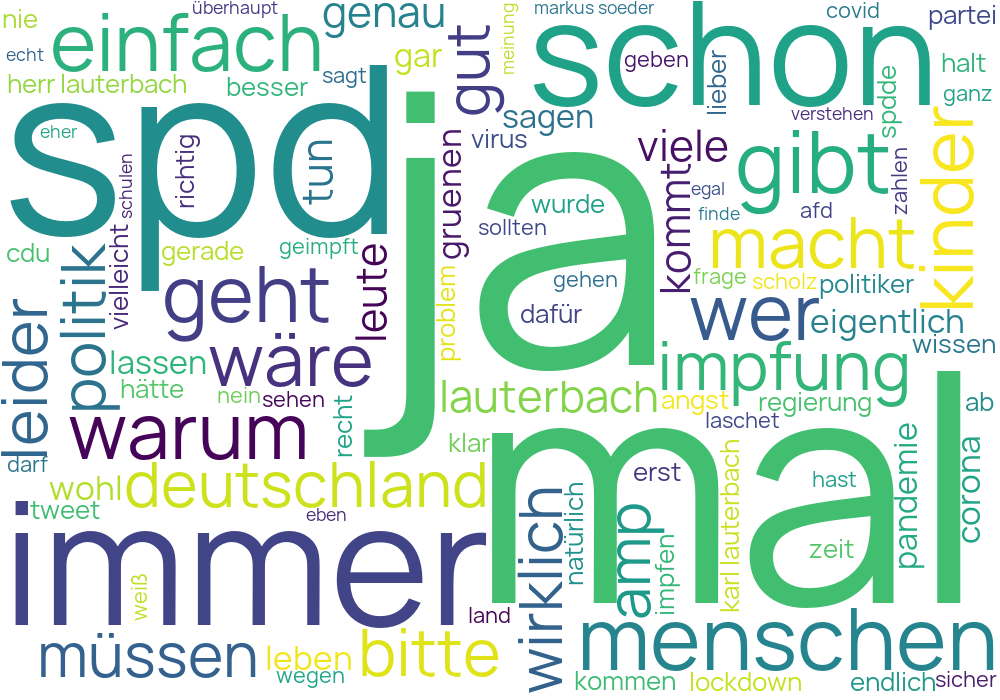 nie
überhaupt
genau
markus soeder
covid
partei
echt
einfach
gar
gut
meinung
schon
geben
lieber
halt
herr lauterbach
besser
sagt
sagen
spdde
ganz
spd
eher
richtig
tun
ja
virus
gruenen
viele
verstehen
gibt
kinder
schulen
vielleicht
kommt
egal
finde
wurde
afd
zahlen
sollten
cdu
politik
gerade
geimpft
leute
macht
geht
problem
gehen
frage
scholz
politiker
dafür
wer
eigentlich
leider
lassen
wäre
impfung
wissen
hätte
nein
sehen
recht
lauterbach
angst
regierung
ab
warum
laschet
klar
mal
darf
wohl
deutschland
erst
hast
pandemie
corona
tweet
eben
immer
wirklich
natürlich
amp
impfen
karl lauterbach
zeit
weiß
land
müssen
leben
wegen
bitte
menschen
kommen
lockdown
endlich
sicher